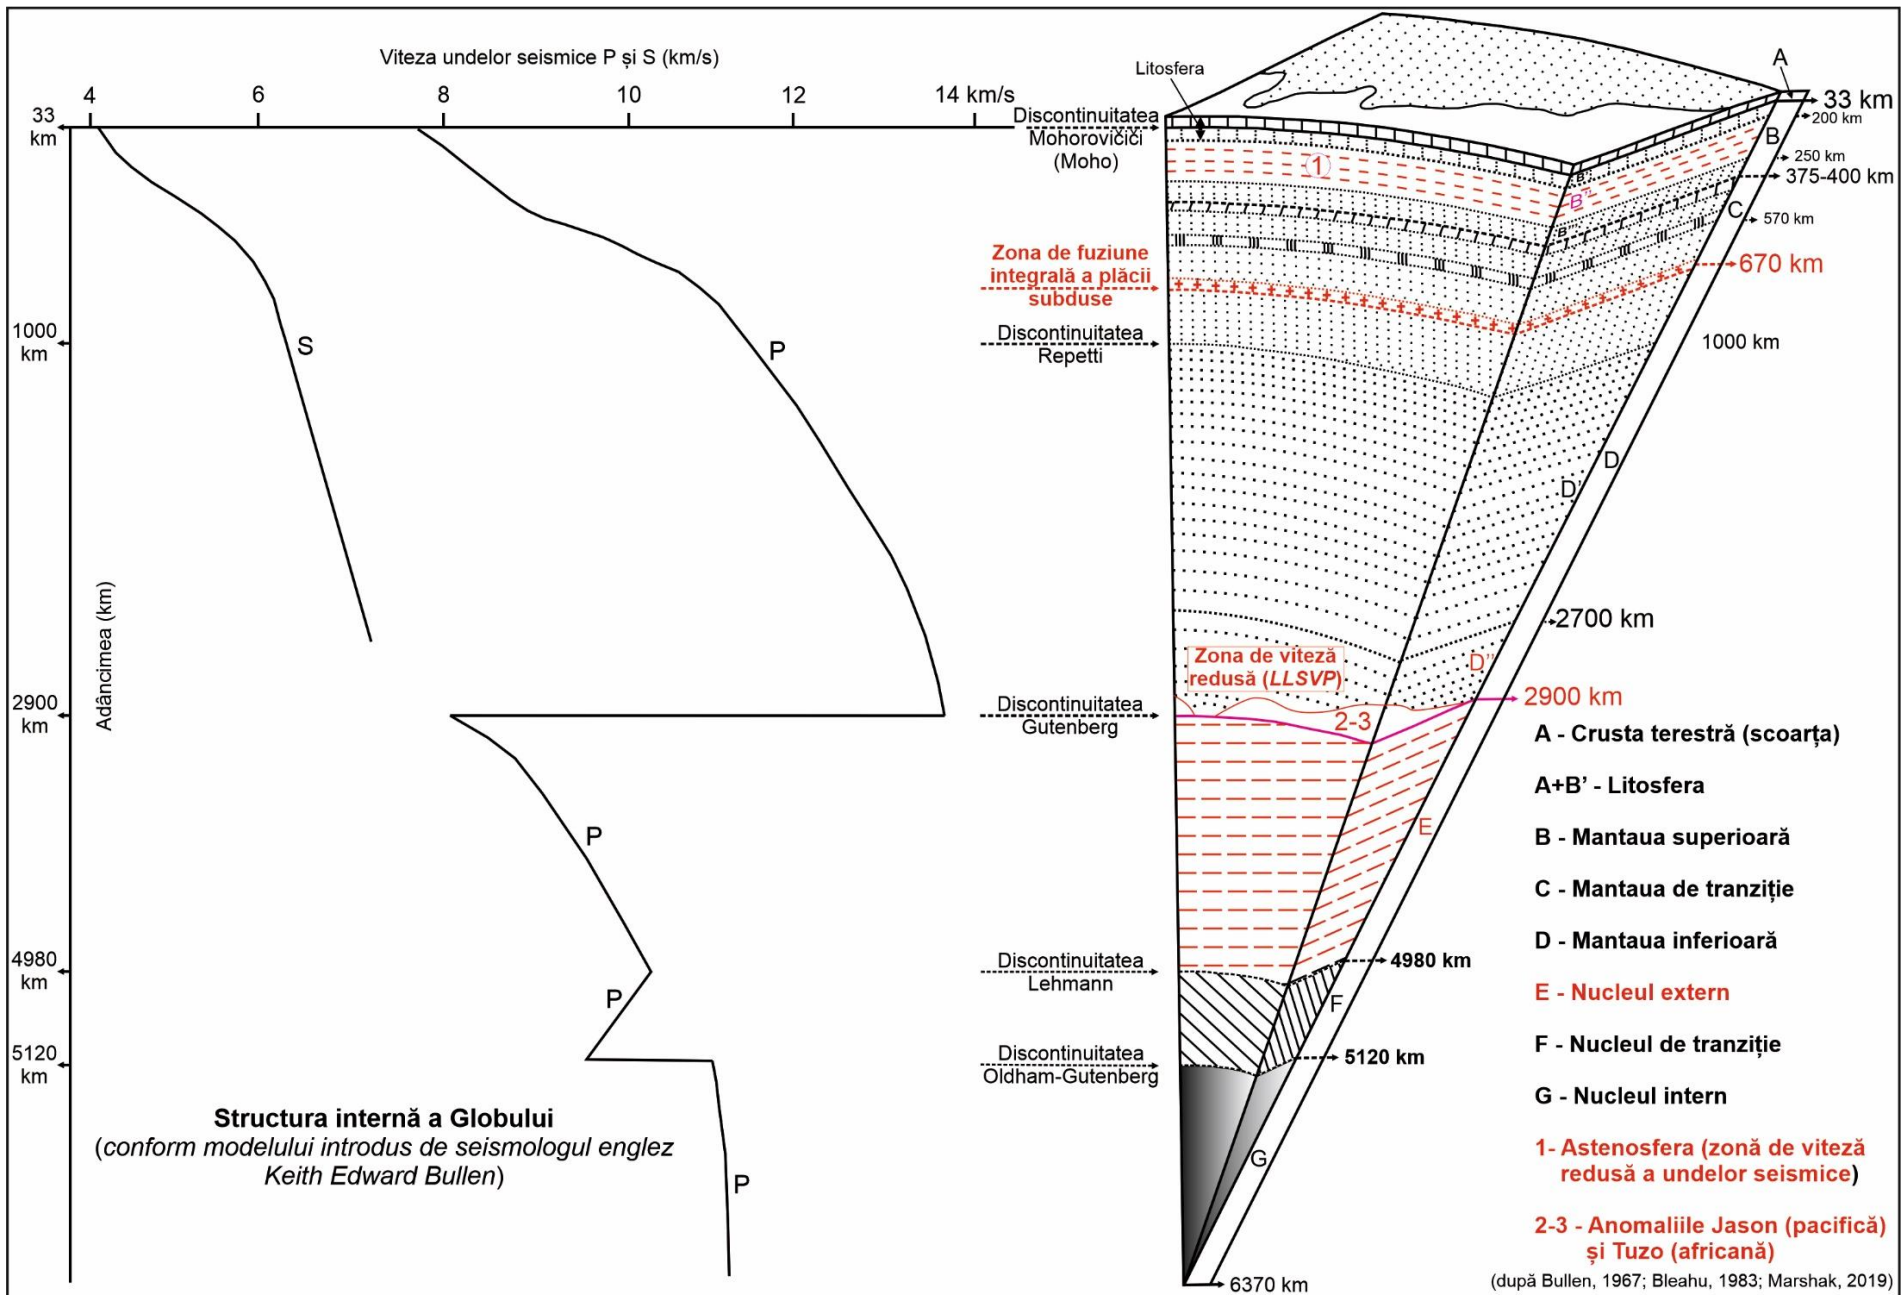 Viteza undelor seismice P și S (km/s)
4
6
8
10
12
14 km/s
33
km
1000
km
2900
km
4980
km
5120
km
Adâncimea (km)
S
P
P
P
P
Structura internă a Globului
(conform modelului introdus de seismologul englez
Keith Edward Bullen)
Litosfera
Discontinuitatea
Mohorovičići
(Moho)
Zona de fuziune
integrală a plăcii
subduse
Discontinuitatea
Repetti
Discontinuitatea
Gutenberg
Discontinuitatea
Lehmann
Discontinuitatea
Oldham-Gutenberg
1
Zona de viteză
redusă (LLSVP)
2-3
A
B
B'
B''
B'''
C
D
D'
D''
E
F
G
33 km
200 km
250 km
375-400 km
570 km
670 km
1000 km
2700 km
2900 km
4980 km
5120 km
6370 km
A - Crusta terestră (scoarța)
A+B’ - Litosfera
B - Mantaua superioară
C - Mantaua de tranziție
D - Mantaua inferioară
E - Nucleul extern
F - Nucleul de tranziție
G - Nucleul intern
1- Astenosfera (zonă de viteză
redusă a undelor seismice)
2-3 - Anomaliile Jason (pacifică)
și Tuzo (africană)
(după Bullen, 1967; Bleahu, 1983; Marshak, 2019)